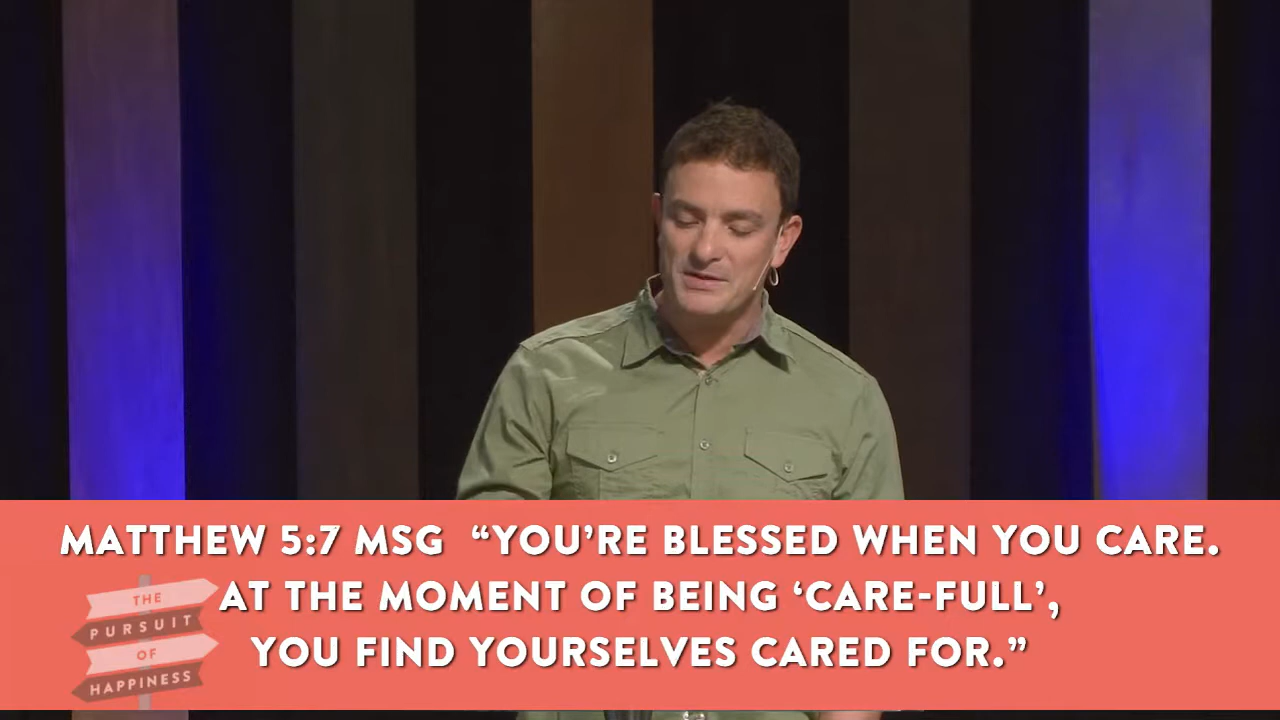 MATTHEW 5:7 MSG “YOU’RE BLESSED WHEN YOU CARE.
AT THE MOMENT OF BEING ‘CARE-FULL’,
YOU FIND YOURSELVES CARED FOR.”
THE
PURSUIT
OF
HAPPINESS